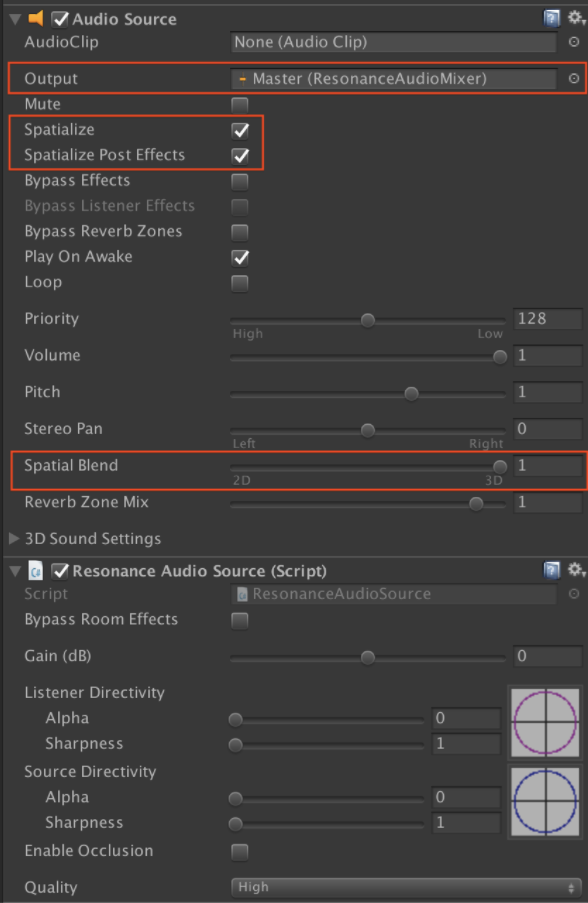 Audio Source
AudioClip None (Audio Clip)
Output Master (ResonanceAudioMixer)
Mute
Spatialize
Spatialize Post Effects
Bypass Effects
Bypass Listener Effects
Bypass Reverb Zones
Play On Awake
Loop
Priority 128
High Low
Volume 1
Pitch 1
Stereo Pan 0
Left Right
Spatial Blend 1
2D 3D
Reverb Zone Mix 1
3D Sound Settings
C# Resonance Audio Source (Script)
Script ResonanceAudioSource
Bypass Room Effects
Gain (dB) 0
Listener Directivity
Alpha 0
Sharpness 1
Source Directivity
Alpha 0
Sharpness 1
Enable Occlusion
Quality High